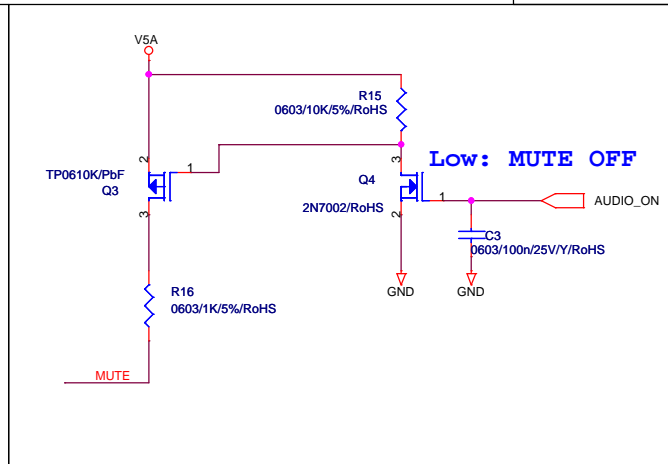 V5A
R15
0603/10K/5%/RoHS
2
1
TP0610K/PbF
Q3
3
3
Low: MUTE OFF
Q4
1
AUDIO_ON
2N7002/RoHS
2
C3
0603/100n/25V/Y/RoHS
GND
GND
R16
0603/1K/5%/RoHS
MUTE